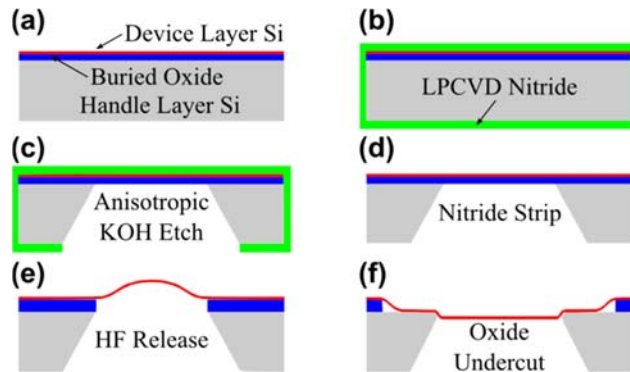 (a)
Device Layer Si
Buried Oxide
Handle Layer Si
(b)
LPCVD Nitride
(c)
Anisotropic
KOH Etch
(d)
Nitride Strip
(e)
HF Release
(f)
Oxide
Undercut